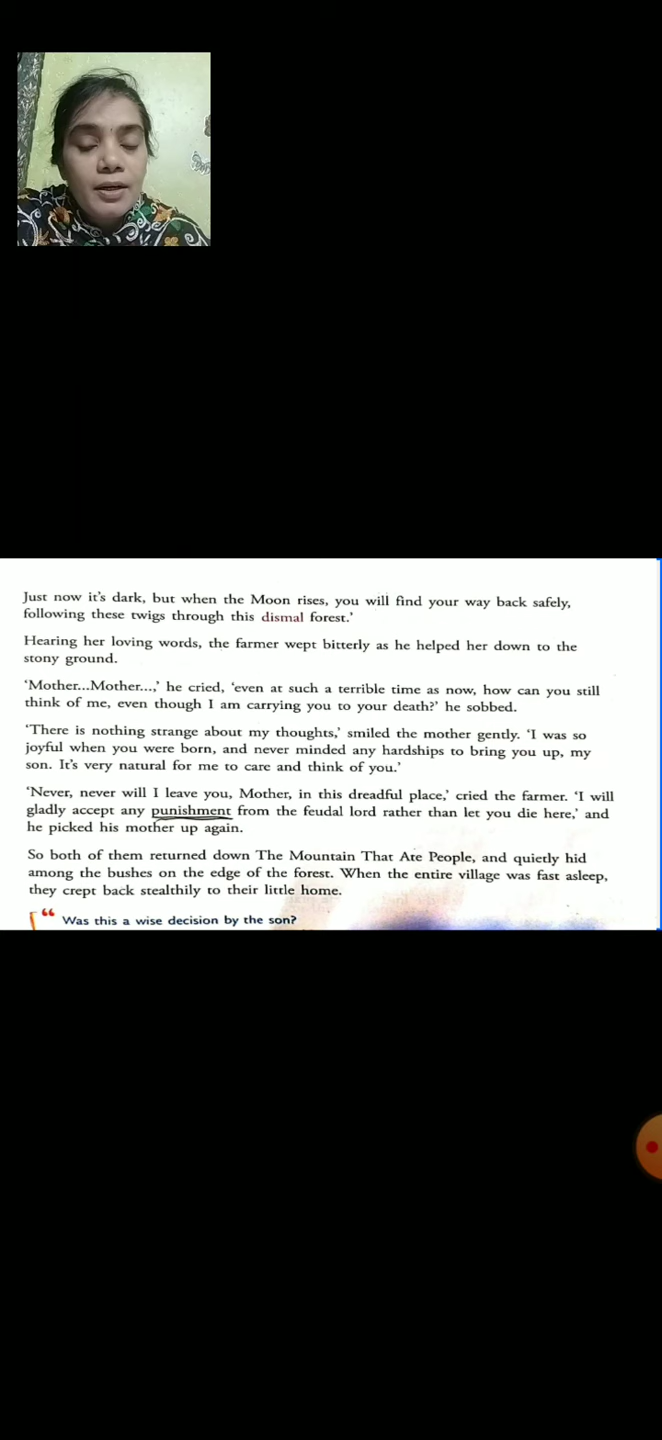 Just now it's dark, but when the Moon rises, you will find your way back safely,
following these twigs through this dismal forest.'
Hearing her loving words, the farmer wept bitterly as he helped her down to the
stony ground.
'Mother...Mother...,' he cried, 'even at such a terrible time as now, how can you still
think of me, even though I am carrying you to your death?' he sobbed.
'There is nothing strange about my thoughts,' smiled the mother gently. 'I was so
joyful when you were born, and never minded any hardships to bring you up, my
son. It's very natural for me to care and think of you.'
'Never, never will I leave you, Mother, in this dreadful place,' cried the farmer. 'I will
gladly accept any punishment from the feudal lord rather than let you die here,' and
he picked his mother up again.
So both of them returned down The Mountain That Ate People, and quietly hid
among the bushes on the edge of the forest. When the entire village was fast asleep,
they crept back stealthily to their little home.
“ Was this a wise decision by the son?